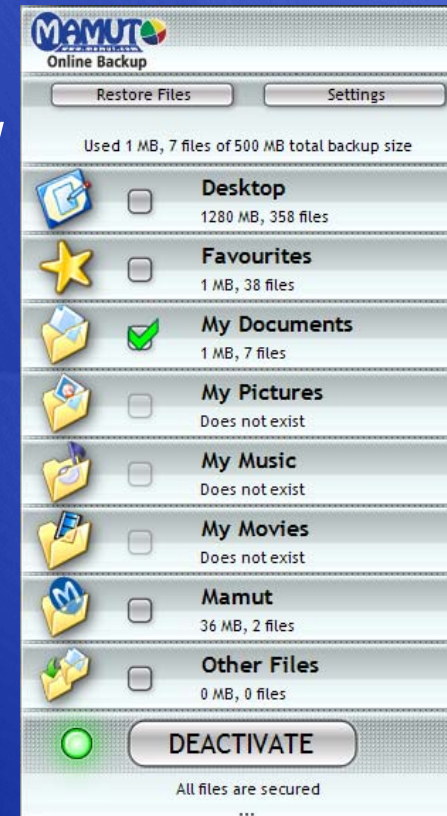 MAMUT
www.mamut.com
Online Backup
Restore Files Settings
Used 1 MB, 7 files of 500 MB total backup size
Desktop
1280 MB, 358 files
Favourites
1 MB, 38 files
My Documents
1 MB, 7 files
My Pictures
Does not exist
My Music
Does not exist
My Movies
Does not exist
Mamut
36 MB, 2 files
Other Files
0 MB, 0 files
DEACTIVATE
All files are secured
...